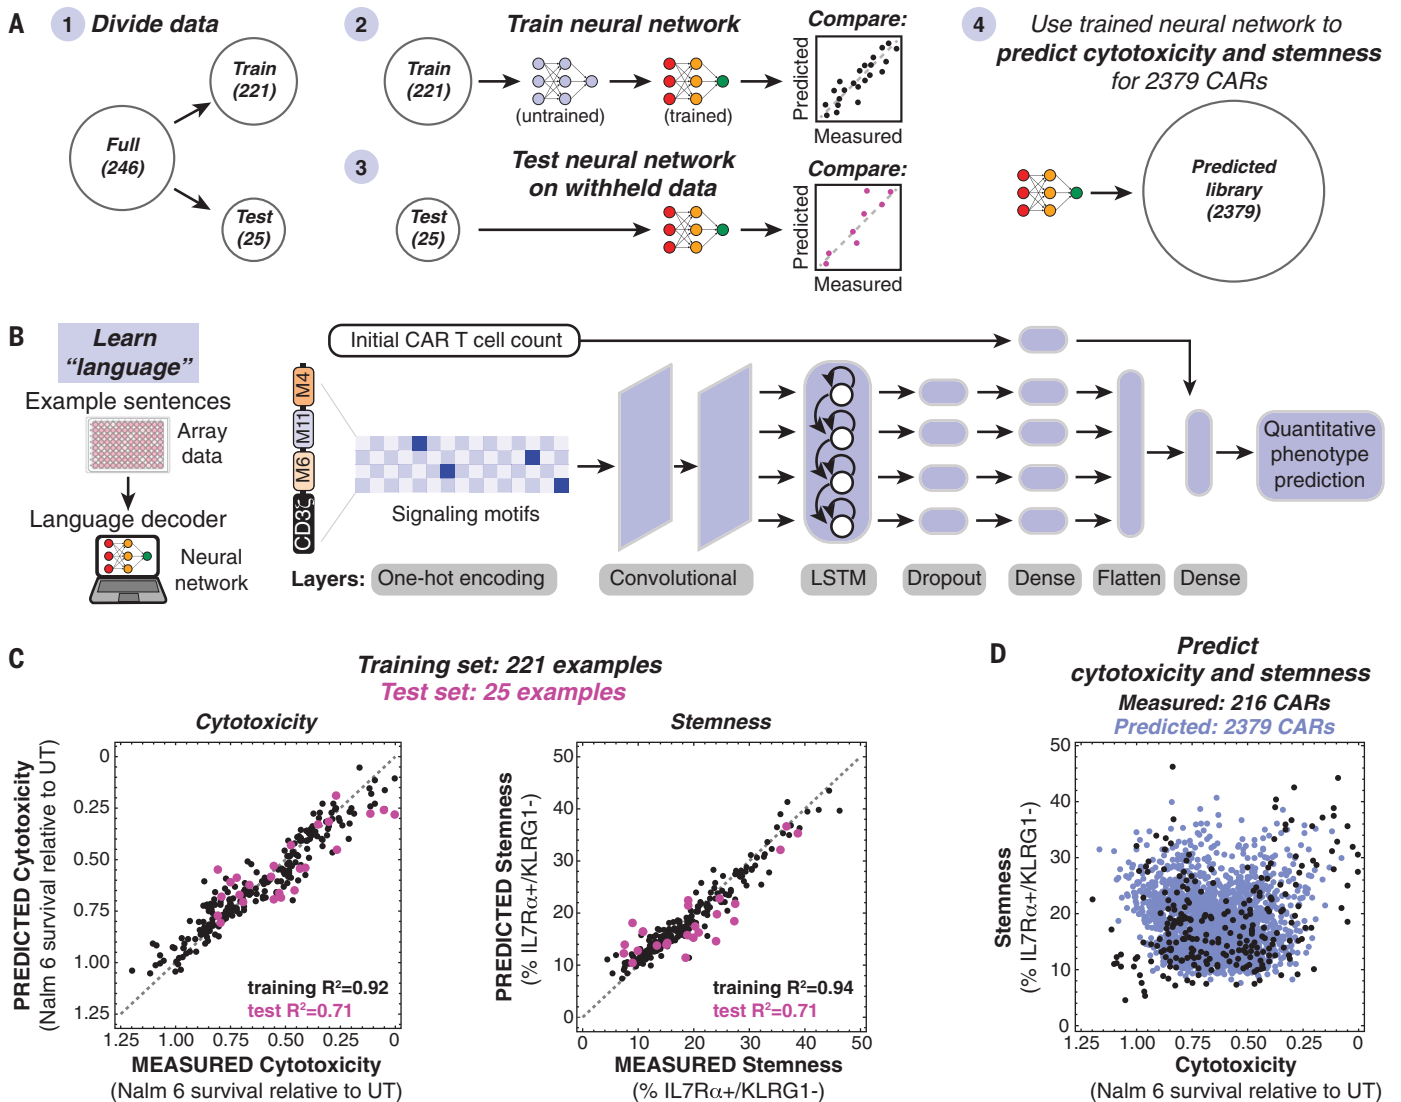 A
1 Divide data
Full
(246)
Train
(221)
Test
(25)
2 Train neural network
Train
(221)
(untrained)
(trained)
Compare:
Predicted
Measured
3 Test neural network
on withheld data
Test
(25)
Compare:
Predicted
Measured
4 Use trained neural network to
predict cytotoxicity and stemness
for 2379 CARs
Predicted
library
(2379)
B
Learn
“language”
Example sentences
Array
data
Language decoder
Neural
network
Initial CAR T cell count
M4
M11
M6
CD3ζ
Signaling motifs
Quantitative
phenotype
prediction
Layers: One-hot encoding Convolutional LSTM Dropout Dense Flatten Dense
C
Training set: 221 examples
Test set: 25 examples
Cytotoxicity
PREDICTED Cytotoxicity
(Nalm 6 survival relative to UT)
0
0.25
0.50
0.75
1.00
1.25
training R²=0.92
test R²=0.71
1.25 1.00 0.75 0.50 0.25 0
MEASURED Cytotoxicity
(Nalm 6 survival relative to UT)
Stemness
PREDICTED Stemness
(% IL7Rα+/KLRG1-)
50
40
30
20
10
0
training R²=0.94
test R²=0.71
0 10 20 30 40 50
MEASURED Stemness
(% IL7Rα+/KLRG1-)
D
Predict
cytotoxicity and stemness
Measured: 216 CARs
Predicted: 2379 CARs
Stemness
(% IL7Rα+/KLRG1-)
50
40
30
20
10
0
1.25 1.00 0.75 0.50 0.25 0
Cytotoxicity
(Nalm 6 survival relative to UT)